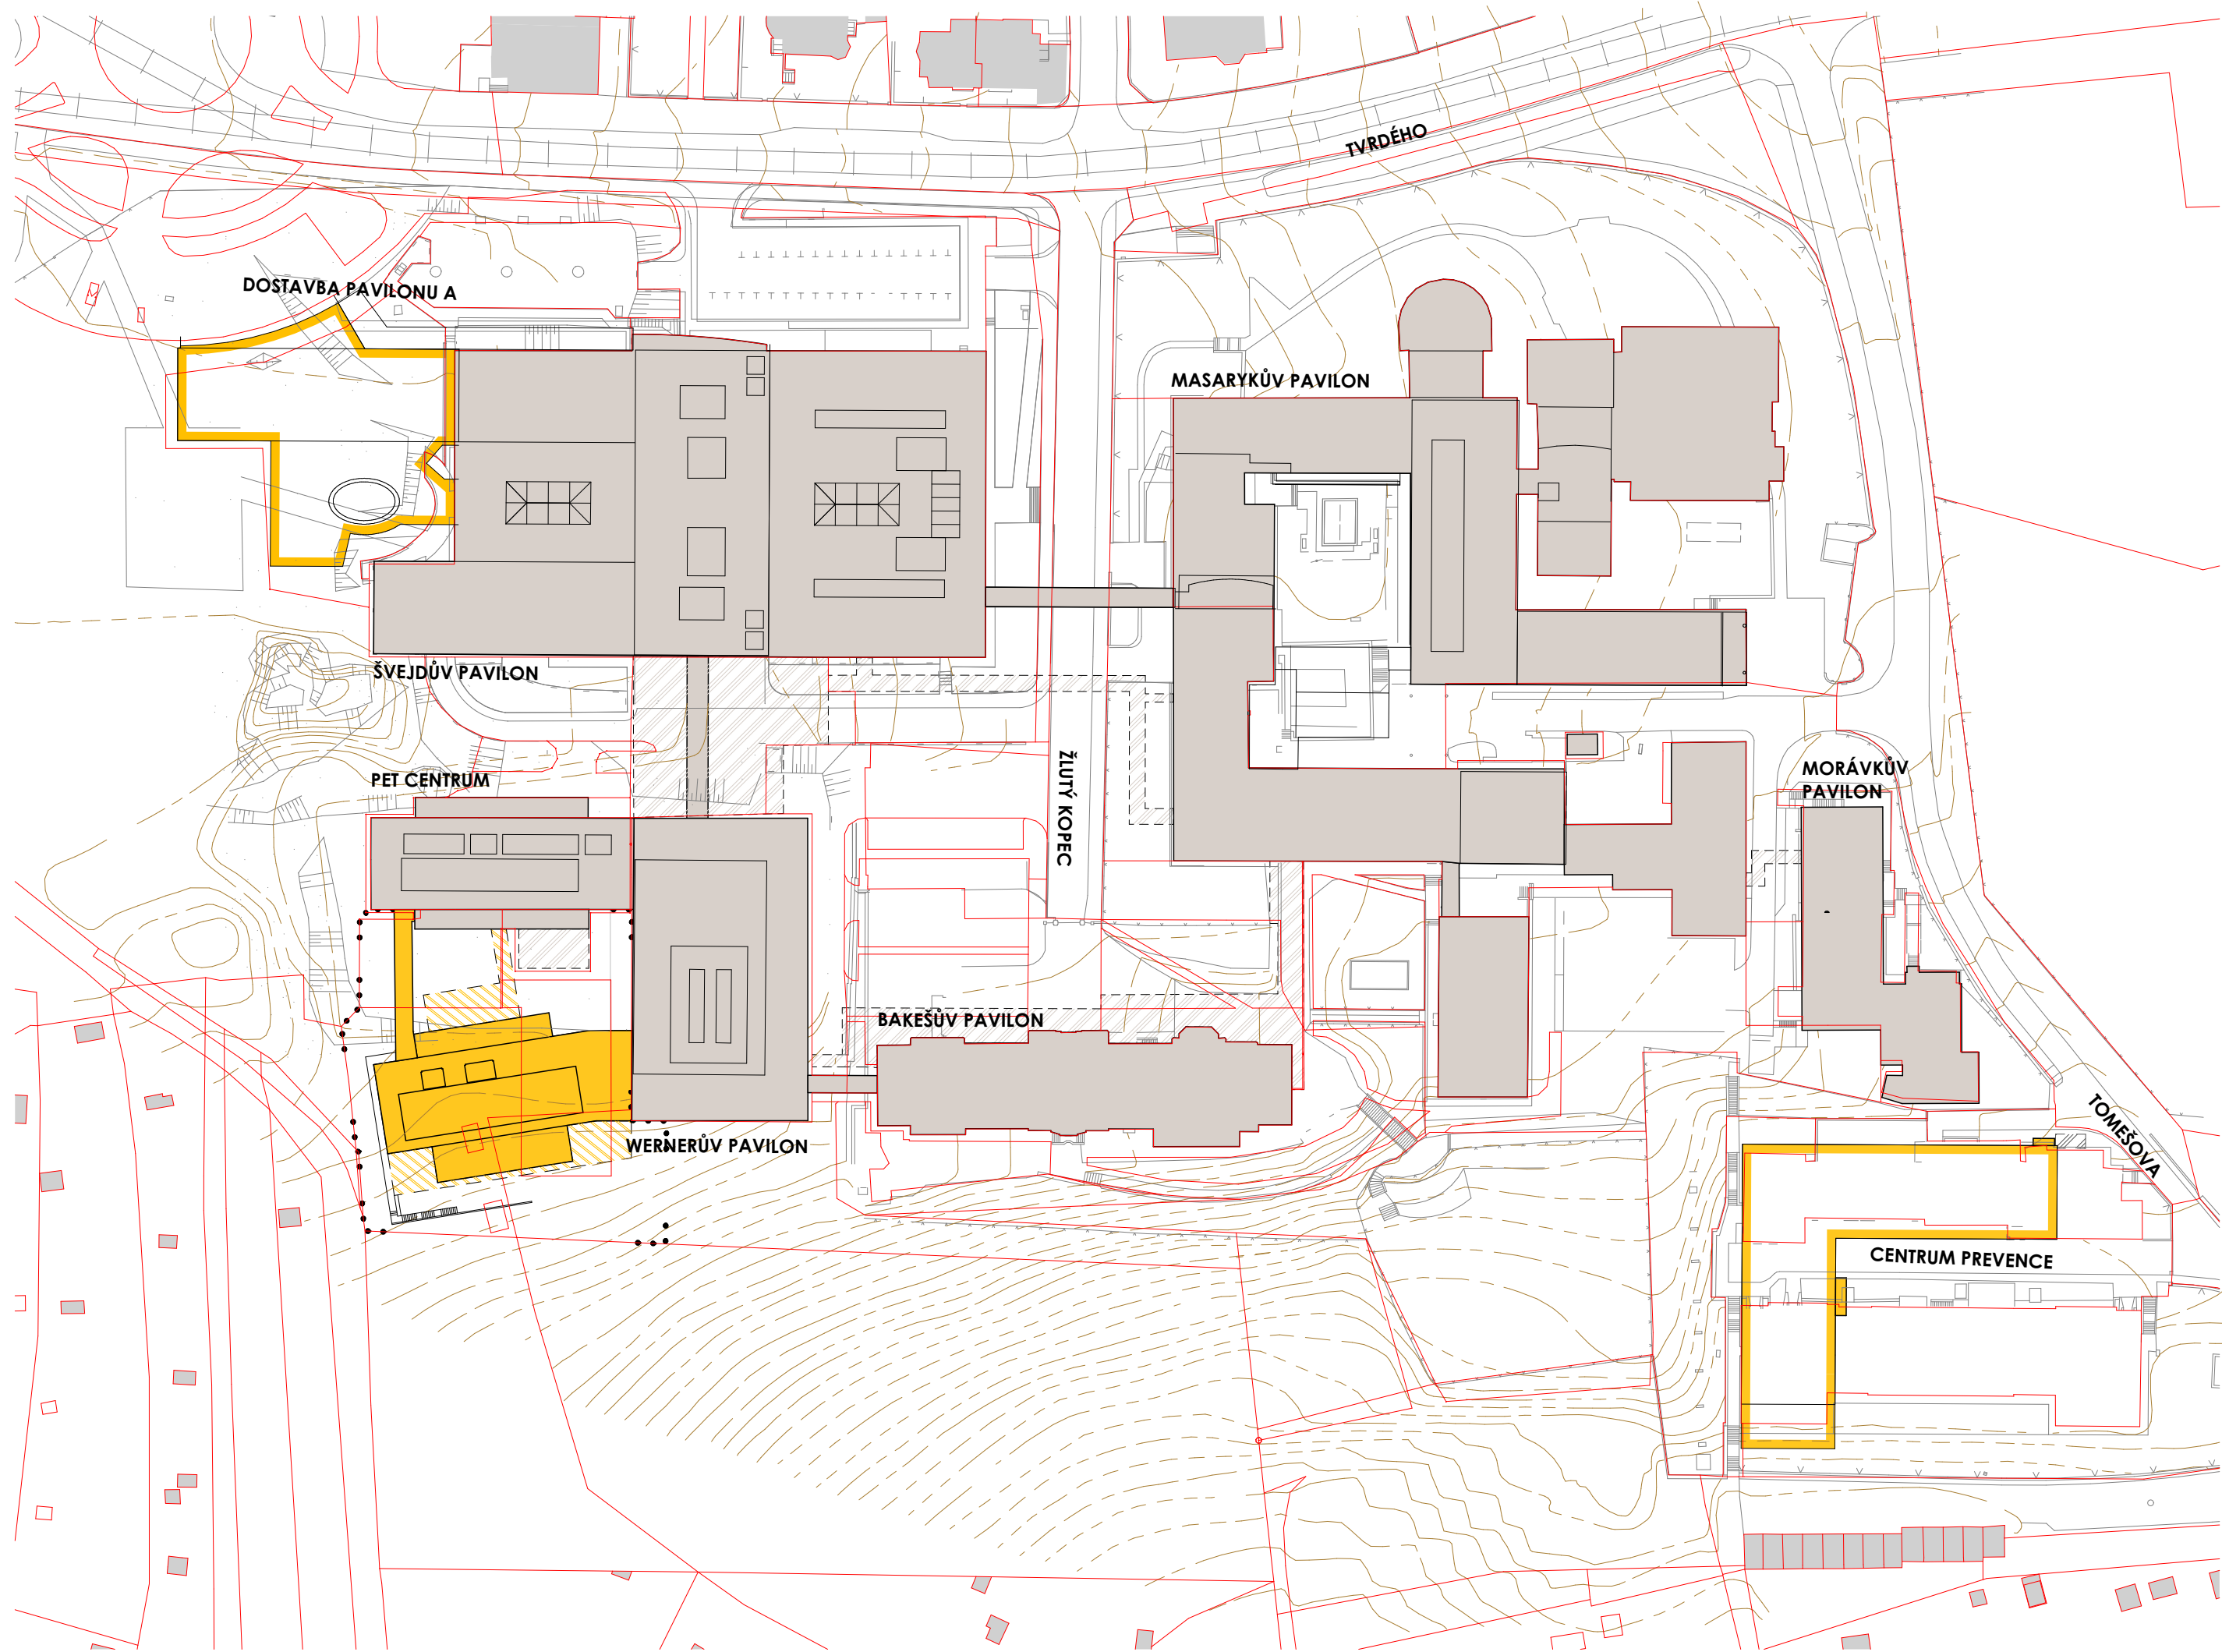 TVRDÉHO
DOSTAVBA PAVILONU A
MASARYKŮV PAVILON
ŠVEJDŮV PAVILON
ŽLUTÝ KOPEC
PET CENTRUM
MORÁVKŮV
PAVILON
BAKEŠŮV PAVILON
WERNERŮV PAVILON
TOMEŠOVA
CENTRUM PREVENCE